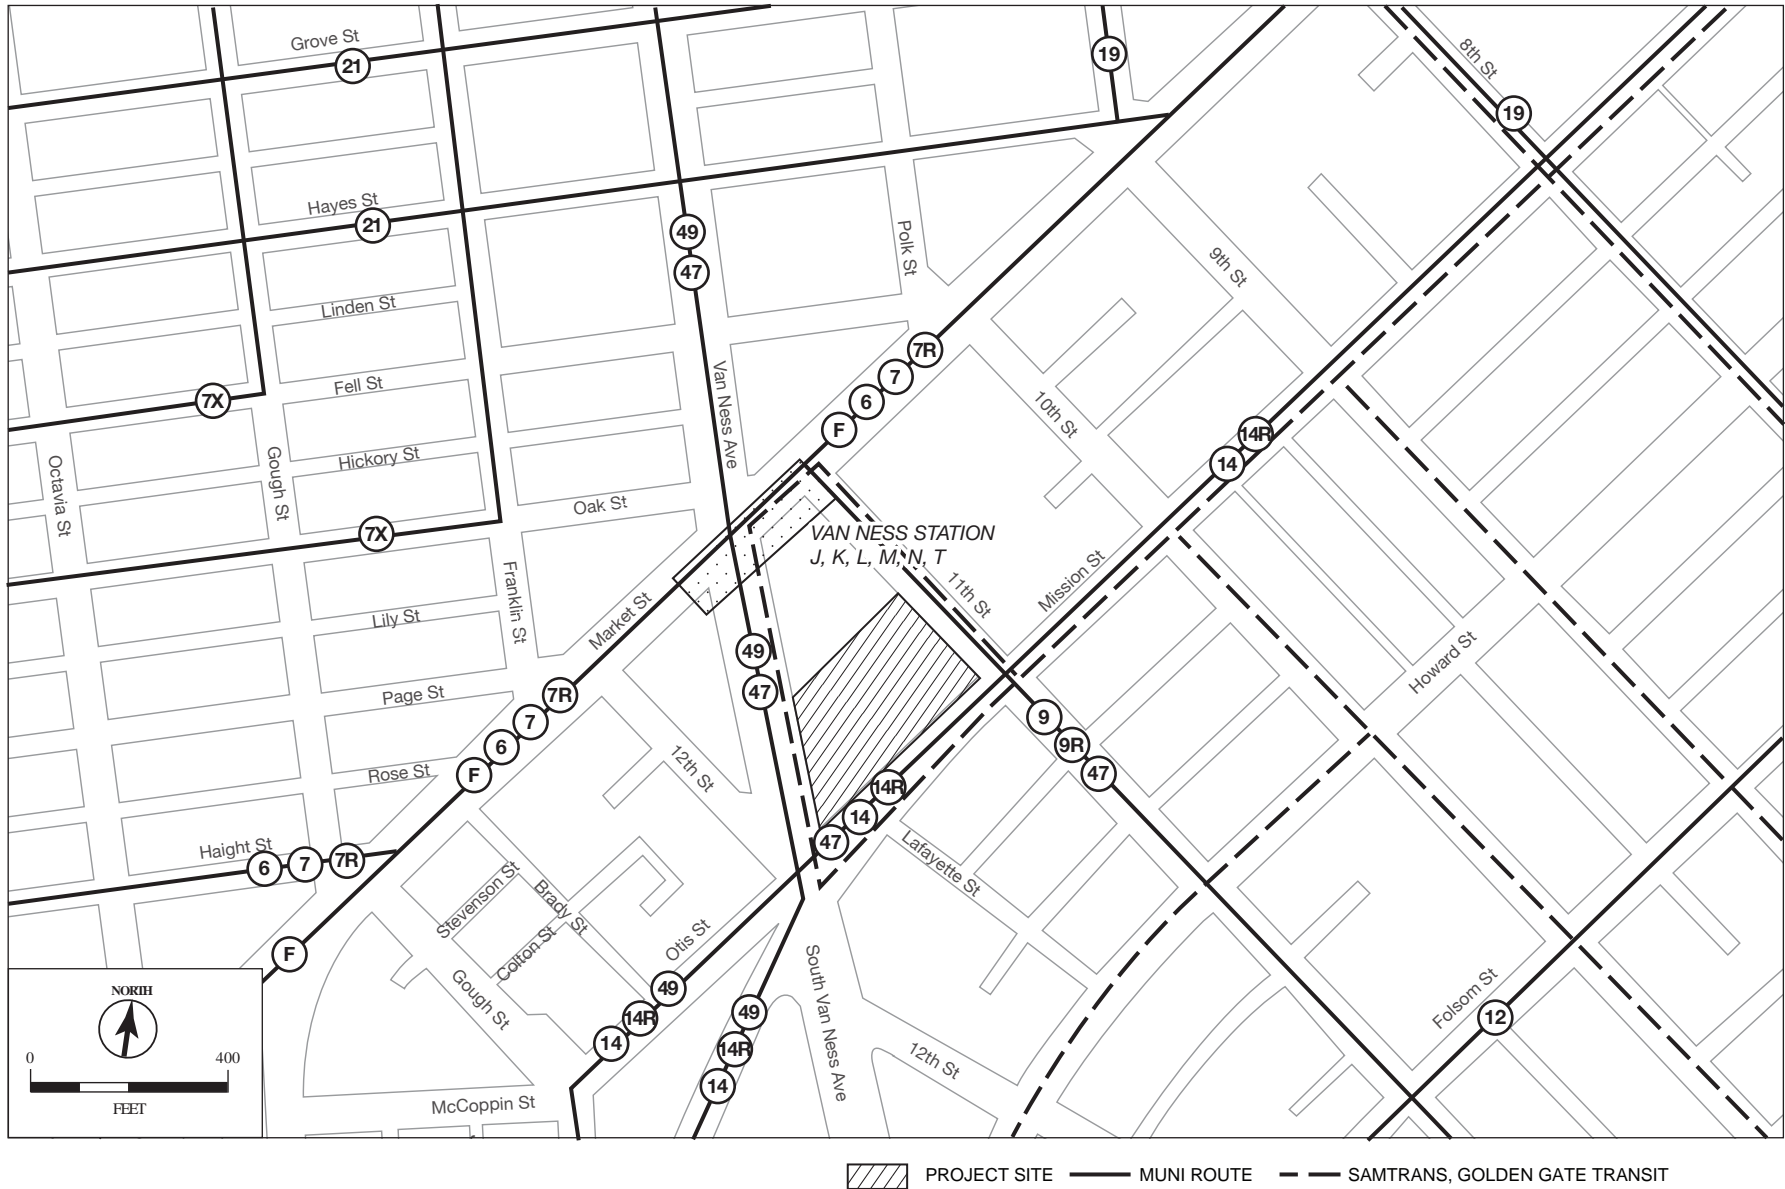 Grove St
21
19
8th St
19
Hayes St
21
49
47
Polk St
9th St
Linden St
7R
7
6
F
Fell St
7X
Van Ness Ave
10th St
14R
14
Octavia St
Gough St
Hickory St
Oak St
7X
VAN NESS STATION
J, K, L, M, N, T
Franklin St
Lily St
Market St
11th St
Mission St
Howard St
49
47
Page St
7R
7
6
F
Rose St
12th St
9
9R
47
14R
14
47
Haight St
6
7
7R
Lafayette St
Stevenson St
Brady St
Colton St
Otis St
F
Gough St
South Van Ness Ave
49
14R
14
49
14R
14
12th St
Folsom St
12
McCoppin St
NORTH
0
400
FEET
PROJECT SITE
MUNI ROUTE
SAMTRANS, GOLDEN GATE TRANSIT